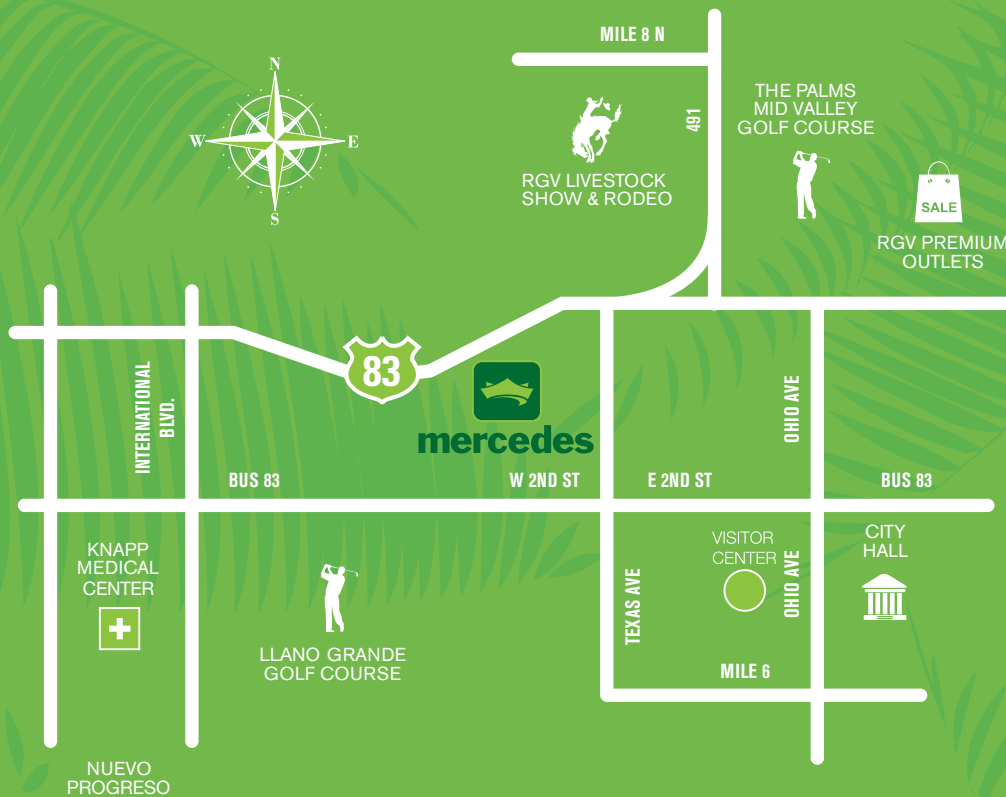 MILE 8 N
N
W
E
S
491
THE PALMS
MID VALLEY
GOLF COURSE
RGV LIVESTOCK
SHOW & RODEO
SALE
RGV PREMIUM
OUTLETS
83
INTERNATIONAL
BLVD.
mercedes
OHIO AVE
BUS 83
W 2ND ST
E 2ND ST
BUS 83
KNAPP
MEDICAL
CENTER
VISITOR
CENTER
OHIO AVE
CITY
HALL
TEXAS AVE
LLANO GRANDE
GOLF COURSE
MILE 6
NUEVO
PROGRESO